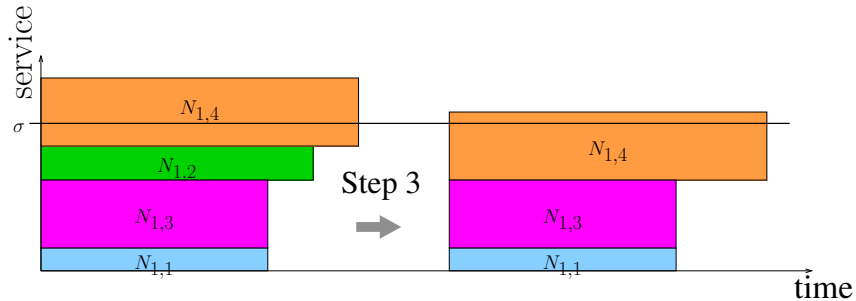 service
σ
N1,4
N1,2
N1,3
N1,1
Step 3
N1,4
N1,3
N1,1
time